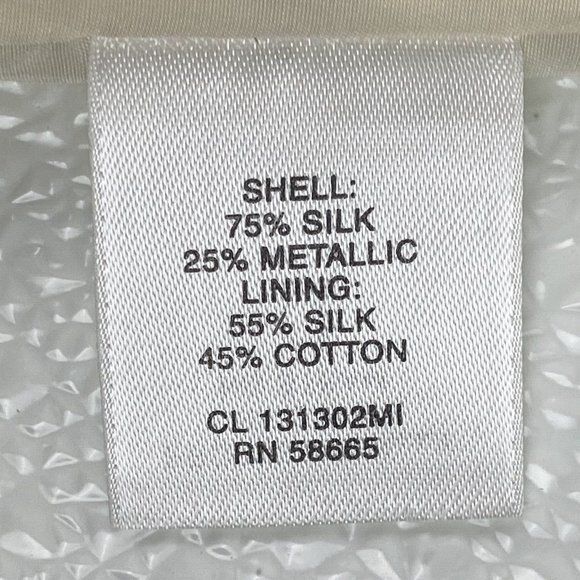 SHELL:
75% SILK
25% METALLIC
LINING:
55% SILK
45% COTTON
CL 131302MI
RN 58665